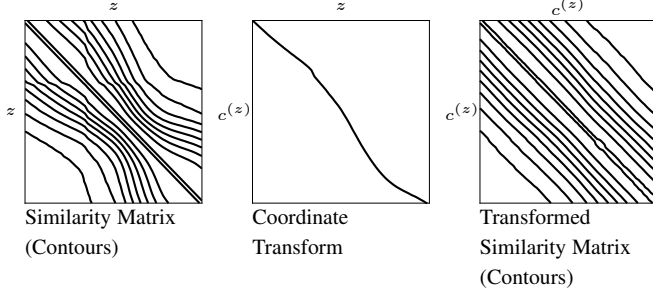 z
z
c^(z)
z
c^(z)
c^(z)
Similarity Matrix
(Contours)
Coordinate
Transform
Transformed
Similarity Matrix
(Contours)